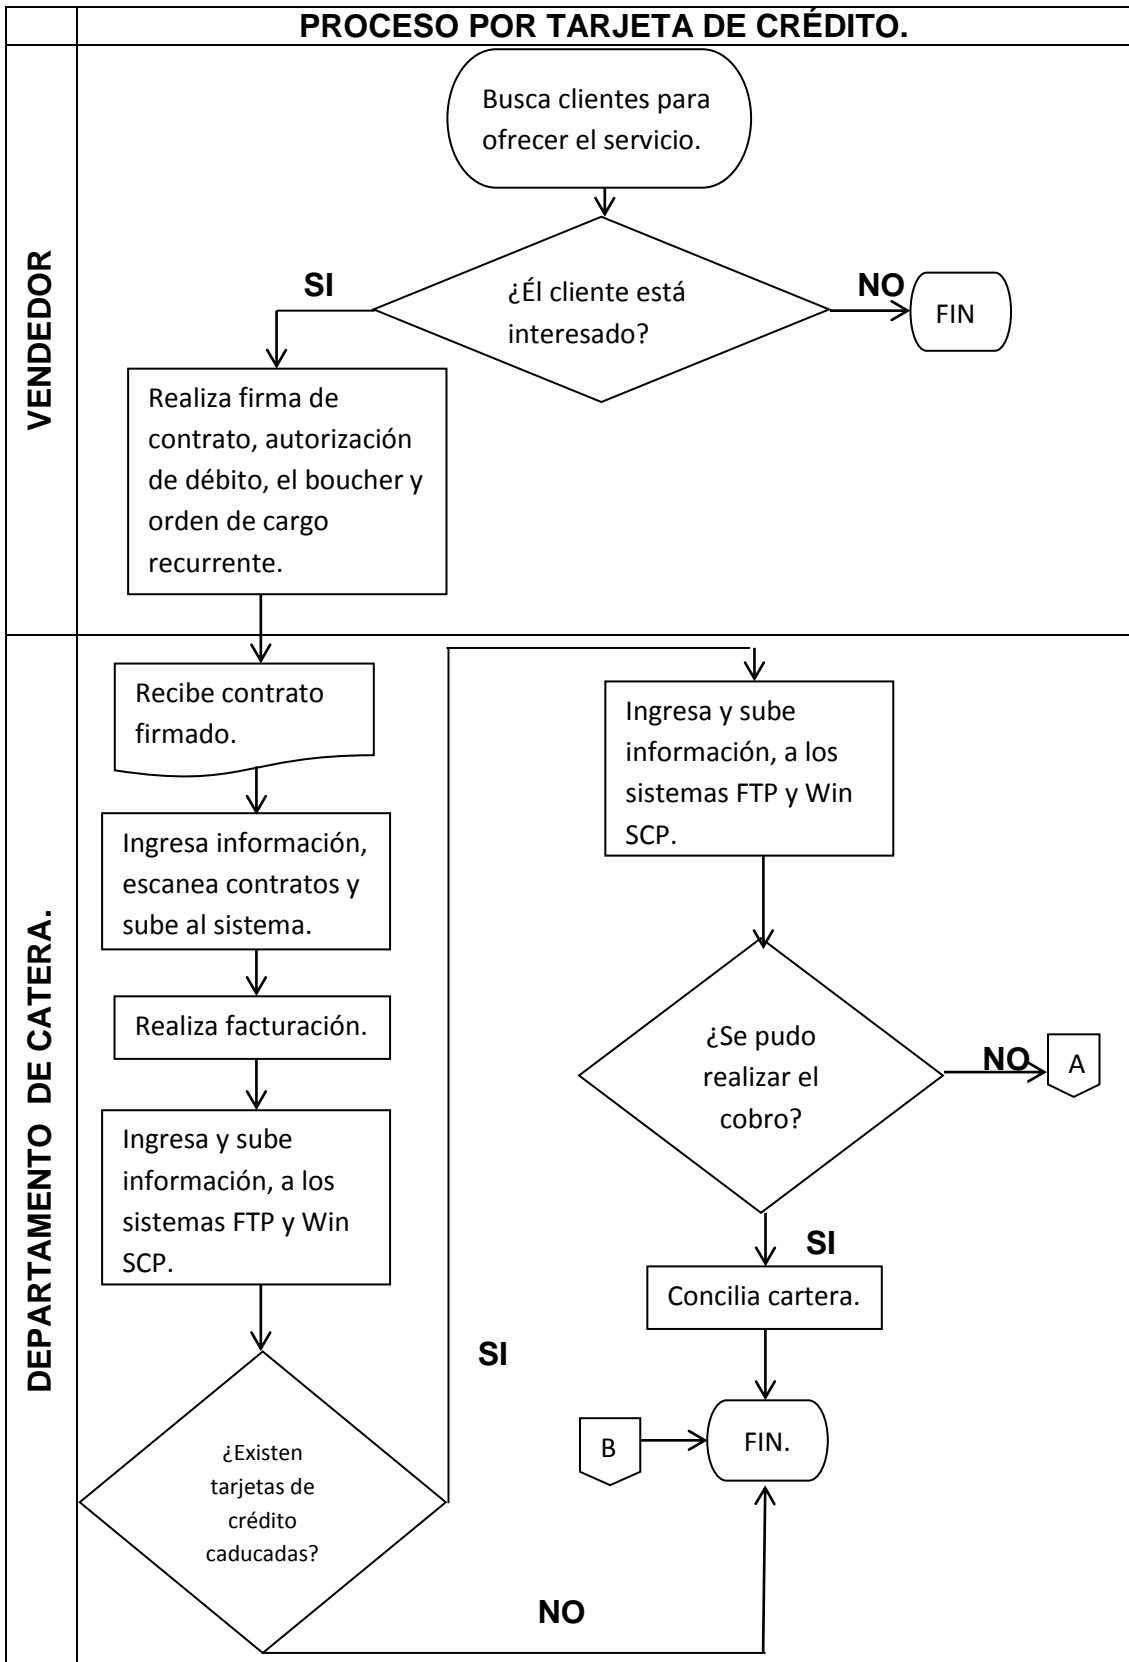 PROCESO POR TARJETA DE CRÉDITO.
VENDEDOR
Busca clientes para
ofrecer el servicio.
¿Él cliente está
interesado?
SI
NO
FIN
Realiza firma de
contrato, autorización
de débito, el boucher y
orden de cargo
recurrente.
DEPARTAMENTO DE CATERA.
Recibe contrato
firmado.
Ingresa información,
escanea contratos y
sube al sistema.
Realiza facturación.
Ingresa y sube
información, a los
sistemas FTP y Win
SCP.
¿Existen
tarjetas de
crédito
caducadas?
SI
NO
Ingresa y sube
información, a los
sistemas FTP y Win
SCP.
¿Se pudo
realizar el
cobro?
NO
A
SI
Concilia cartera.
B
FIN.